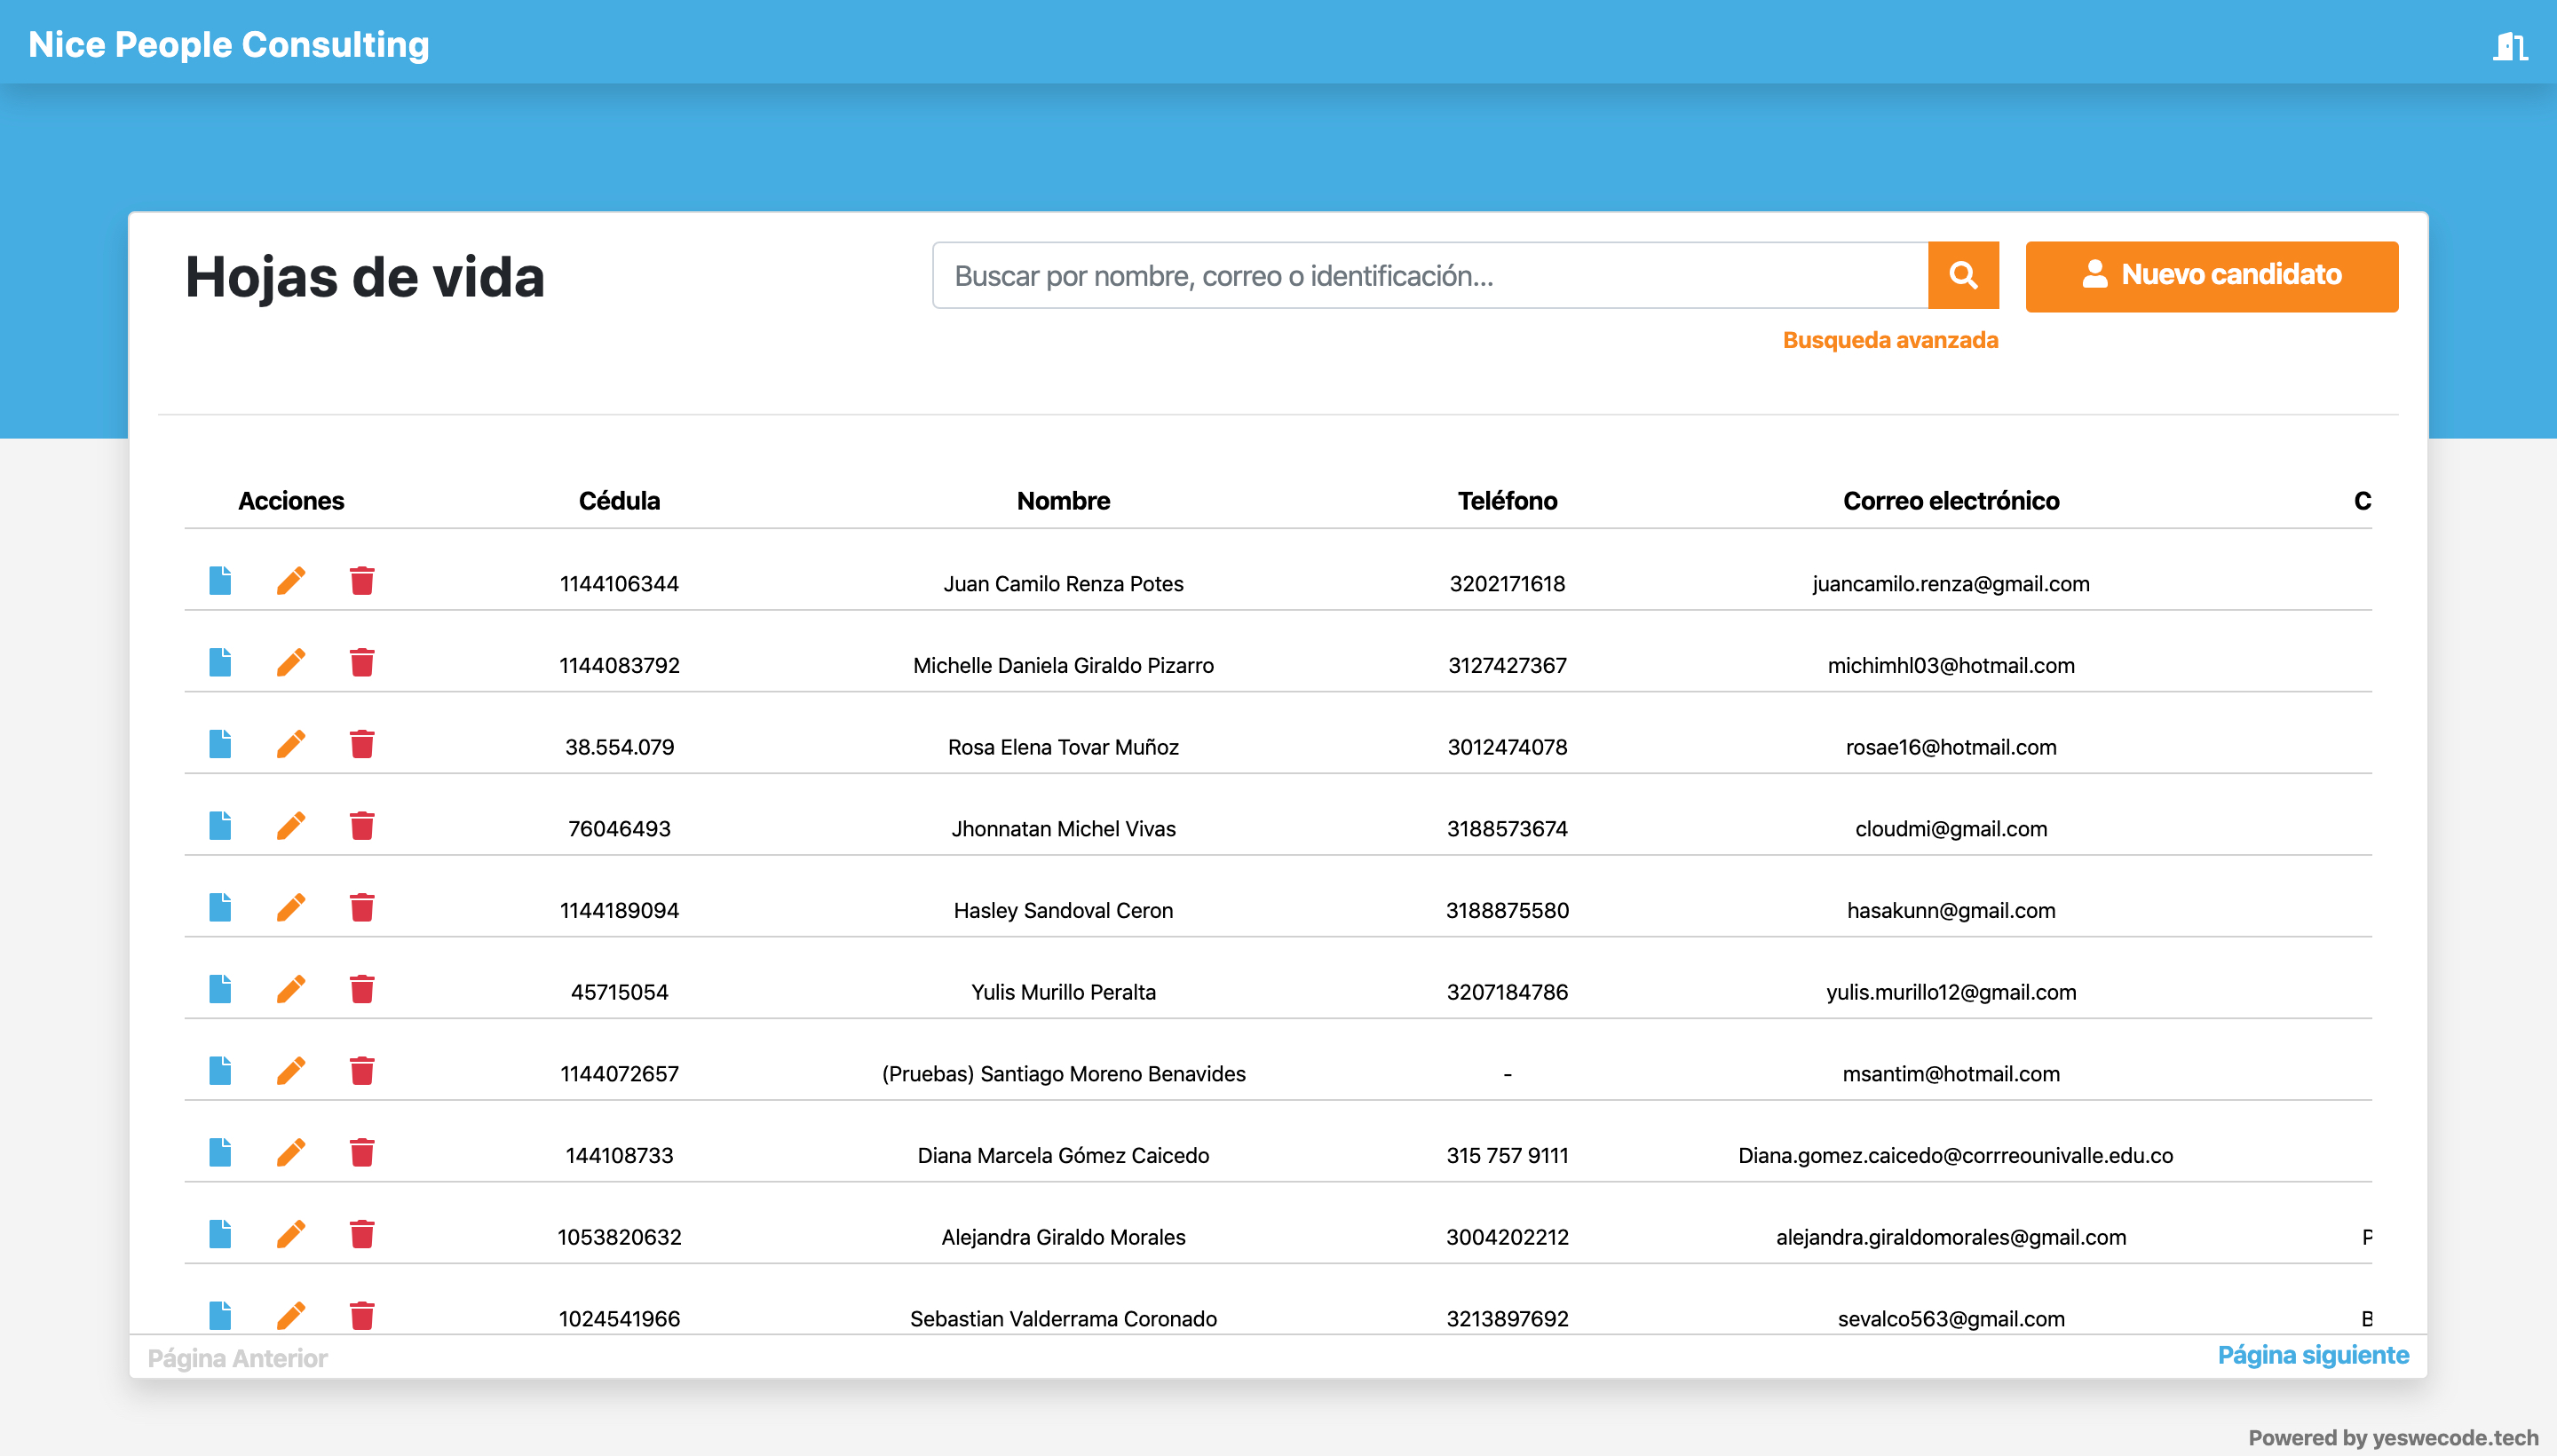 Nice People Consulting
Hojas de vida
Buscar por nombre, correo o identificación...
Nuevo candidato
Busqueda avanzada
Acciones Cédula Nombre Teléfono Correo electrónico C
1144106344 Juan Camilo Renza Potes 3202171618 juancamilo.renza@gmail.com
1144083792 Michelle Daniela Giraldo Pizarro 3127427367 michimhl03@hotmail.com
38.554.079 Rosa Elena Tovar Muñoz 3012474078 rosae16@hotmail.com
76046493 Jhonnatan Michel Vivas 3188573674 cloudmi@gmail.com
1144189094 Hasley Sandoval Ceron 3188875580 hasakunn@gmail.com
45715054 Yulis Murillo Peralta 3207184786 yulis.murillo12@gmail.com
1144072657 (Pruebas) Santiago Moreno Benavides - msantim@hotmail.com
144108733 Diana Marcela Gómez Caicedo 315 757 9111 Diana.gomez.caicedo@corrreounivalle.edu.co
1053820632 Alejandra Giraldo Morales 3004202212 alejandra.giraldomorales@gmail.com P
1024541966 Sebastian Valderrama Coronado 3213897692 sevalco563@gmail.com B
Página Anterior
Página siguiente
Powered by yeswecode.tech